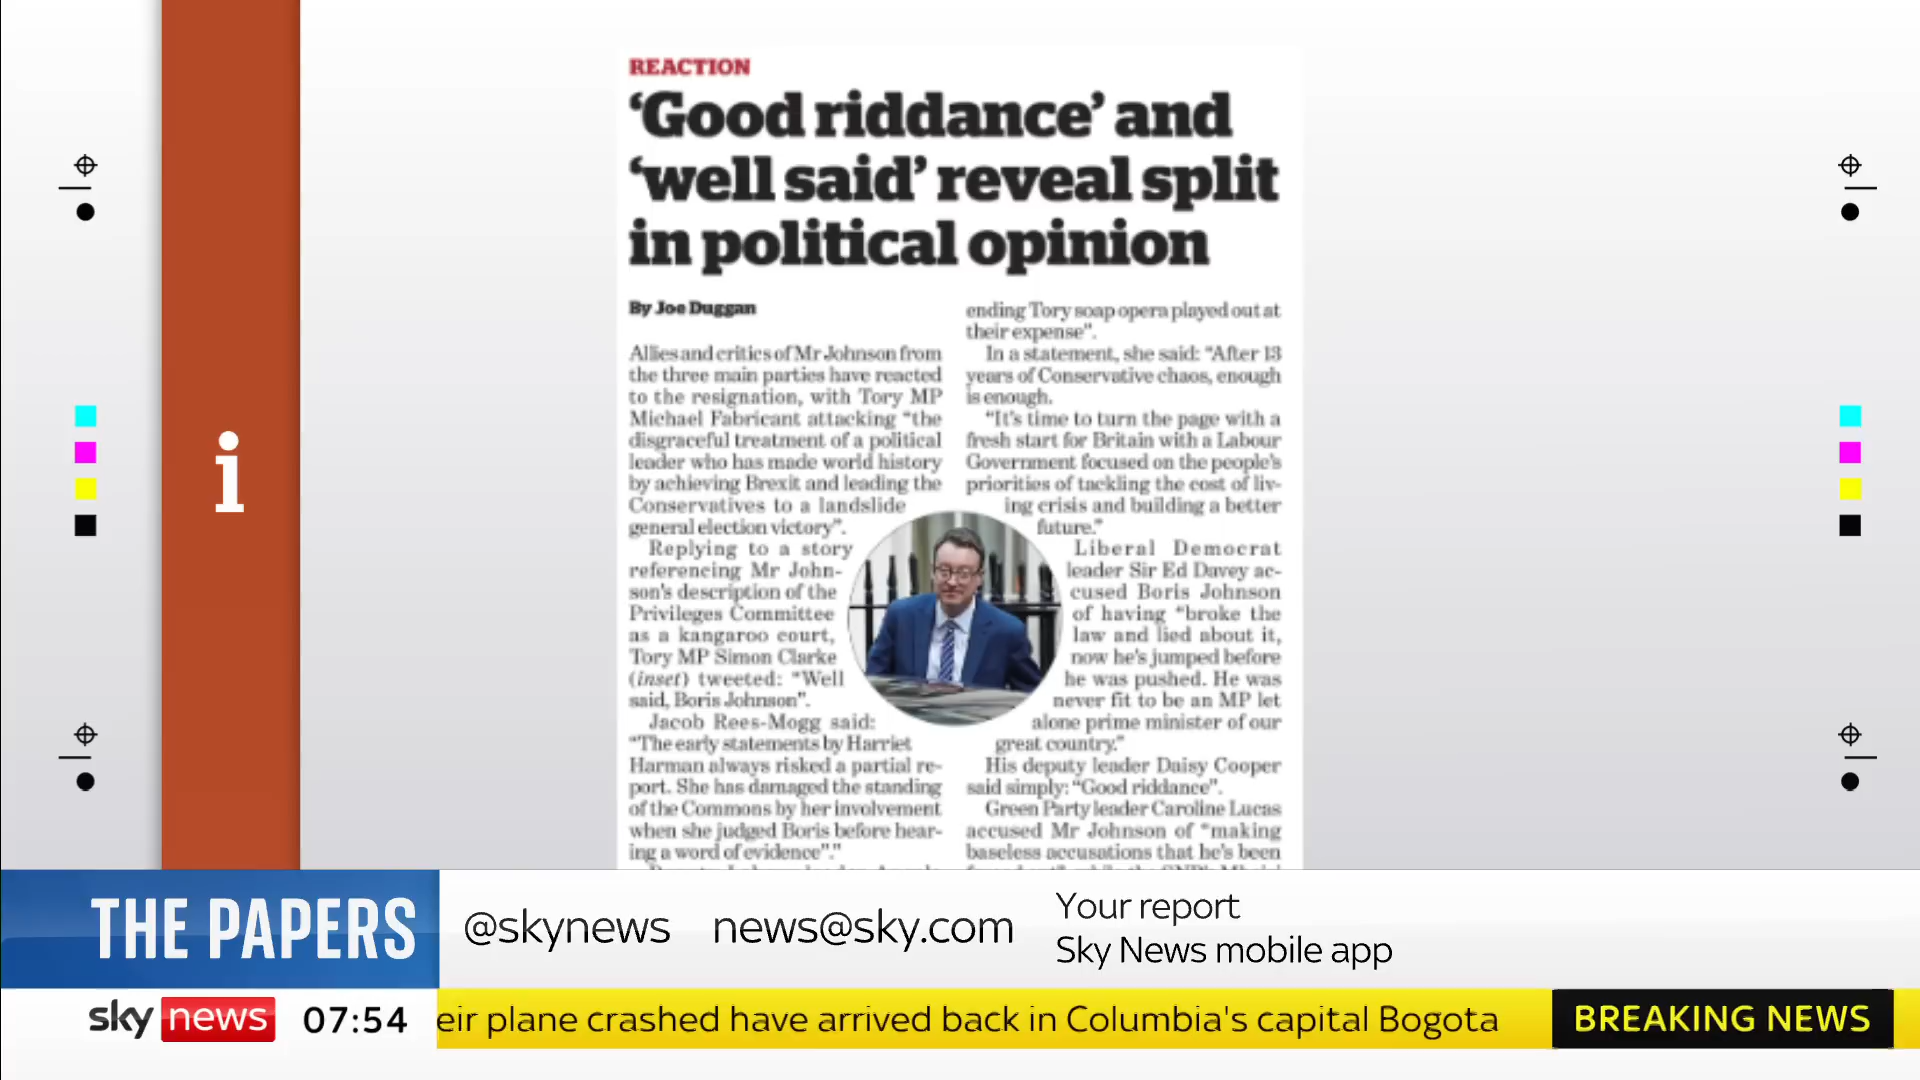 REACTION
‘Good riddance’ and
‘well said’ reveal split
in political opinion
By Joe Duggan
Allies and critics of Mr Johnson from
the three main parties have reacted
to the resignation, with Tory MP
Michael Fabricant attacking “the
disgraceful treatment of a political
leader who has made world history
by achieving Brexit and leading the
Conservatives to a landslide
general election victory”.
Replying to a story
referencing Mr John-
son’s description of the
Privileges Committee
as a kangaroo court,
Tory MP Simon Clarke
(inset) tweeted: “Well
said, Boris Johnson”.
Jacob Rees-Mogg said:
“The early statements by Harriet
Harman always risked a partial re-
port. She has damaged the standing
of the Commons by her involvement
when she judged Boris before hear-
ing a word of evidence”.”
ending Tory soap opera played out at
their expense”.
In a statement, she said: “After 13
years of Conservative chaos, enough
is enough.
“It’s time to turn the page with a
fresh start for Britain with a Labour
Government focused on the people’s
priorities of tackling the cost of liv-
ing crisis and building a better
future.”
Liberal Democrat
leader Sir Ed Davey ac-
cused Boris Johnson
of having “broke the
law and lied about it,
now he’s jumped before
he was pushed. He was
never fit to be an MP let
alone prime minister of our
great country.”
His deputy leader Daisy Cooper
said simply: “Good riddance”.
Green Party leader Caroline Lucas
accused Mr Johnson of “making
baseless accusations that he’s been
i
THE PAPERS
@skynews
news@sky.com
Your report
Sky News mobile app
sky news
07:54
eir plane crashed have arrived back in Columbia's capital Bogota
BREAKING NEWS